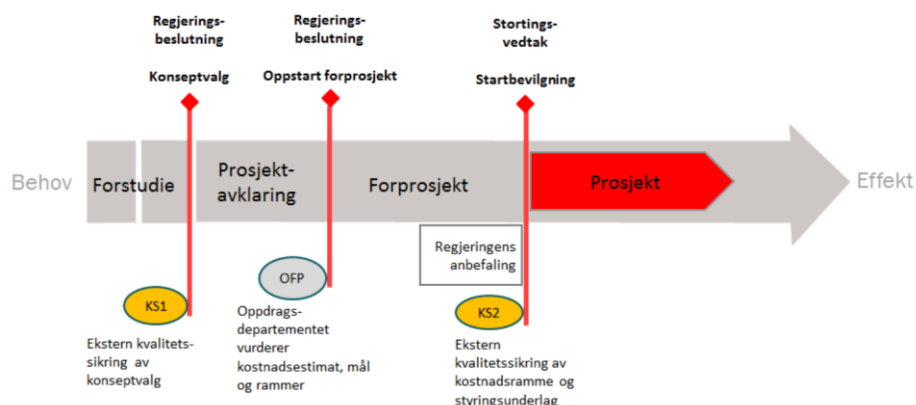 Regjerings-
beslutning
Konseptvalg
Regjerings-
beslutning
Oppstart forprosjekt
Stortings-
vedtak
Startbevilgning
Behov
Forstudie
Prosjekt-
avklaring
Forprosjekt
Prosjekt
Effekt
Regjeringens
anbefaling
KS1
Ekstern kvalitets-
sikring av
konseptvalg
OFP
Oppdrags-
departementet
vurderer
kostnadsestimat, mål
og rammer
KS2
Ekstern
kvalitetssikring av
kostnadsramme og
styringsunderlag